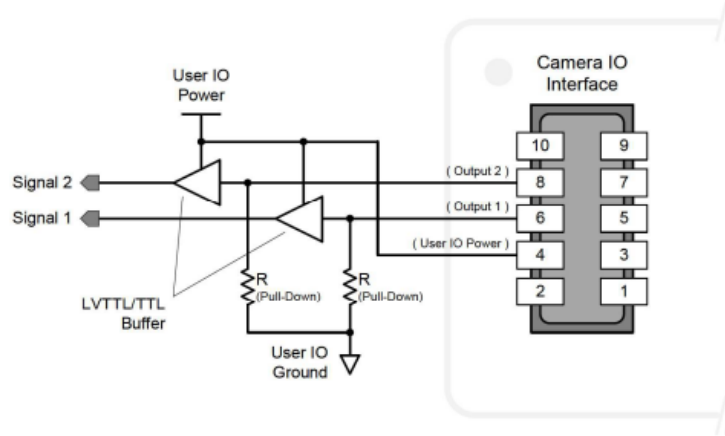 User IO
Power
Camera IO
Interface
10 9
( Output 2 )
Signal 2
8 7
( Output 1 )
Signal 1
6 5
( User IO Power )
4 3
R
(Pull-Down)
R
(Pull-Down)
2 1
LVTTL/TTL
Buffer
User IO
Ground